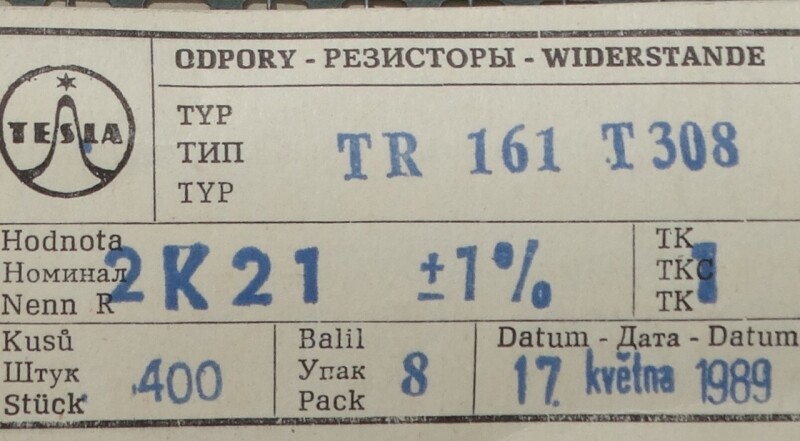 TESLA
ODPORY - РЕЗИСТОРЫ - WIDERSTANDE
TYP
ТИП
TYP
TR 161 T308
Hodnota
Номинал
Nenn R
2K21 ±1%
TK
TKC
TK
1
Kusů
Штук
Stück
400
Balil
Упак
Pack
8
Datum - Дата - Datum
17. května 1989